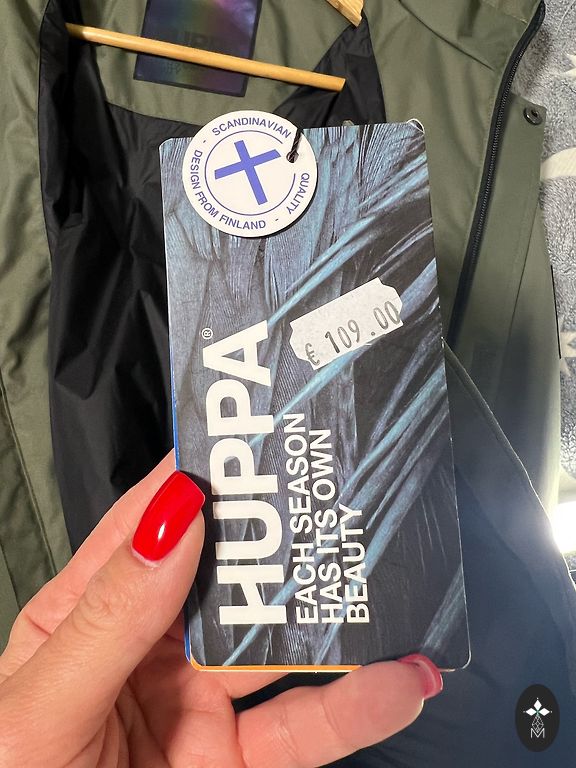 - SCANDINAVIAN -
QUALITY -
DESIGN FROM FINLAND
€ 109.00
HUPPA®
EACH SEASON
HAS ITS OWN
BEAUTY
M